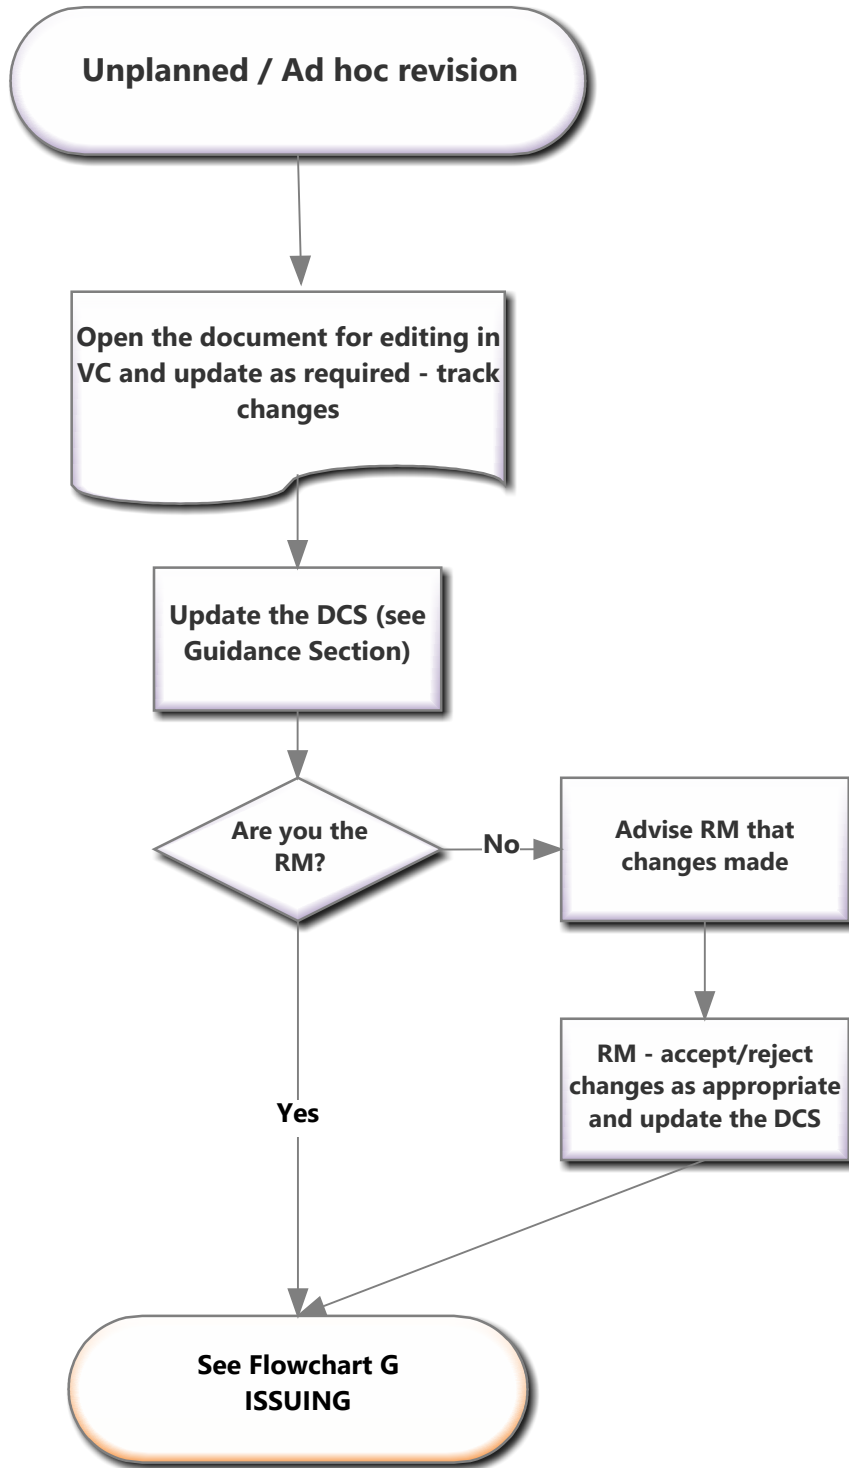 Unplanned / Ad hoc revision
Open the document for editing in
VC and update as required - track
changes
Update the DCS (see
Guidance Section)
Are you the
RM?
No
Advise RM that
changes made
RM - accept/reject
changes as appropriate
and update the DCS
Yes
See Flowchart G
ISSUING